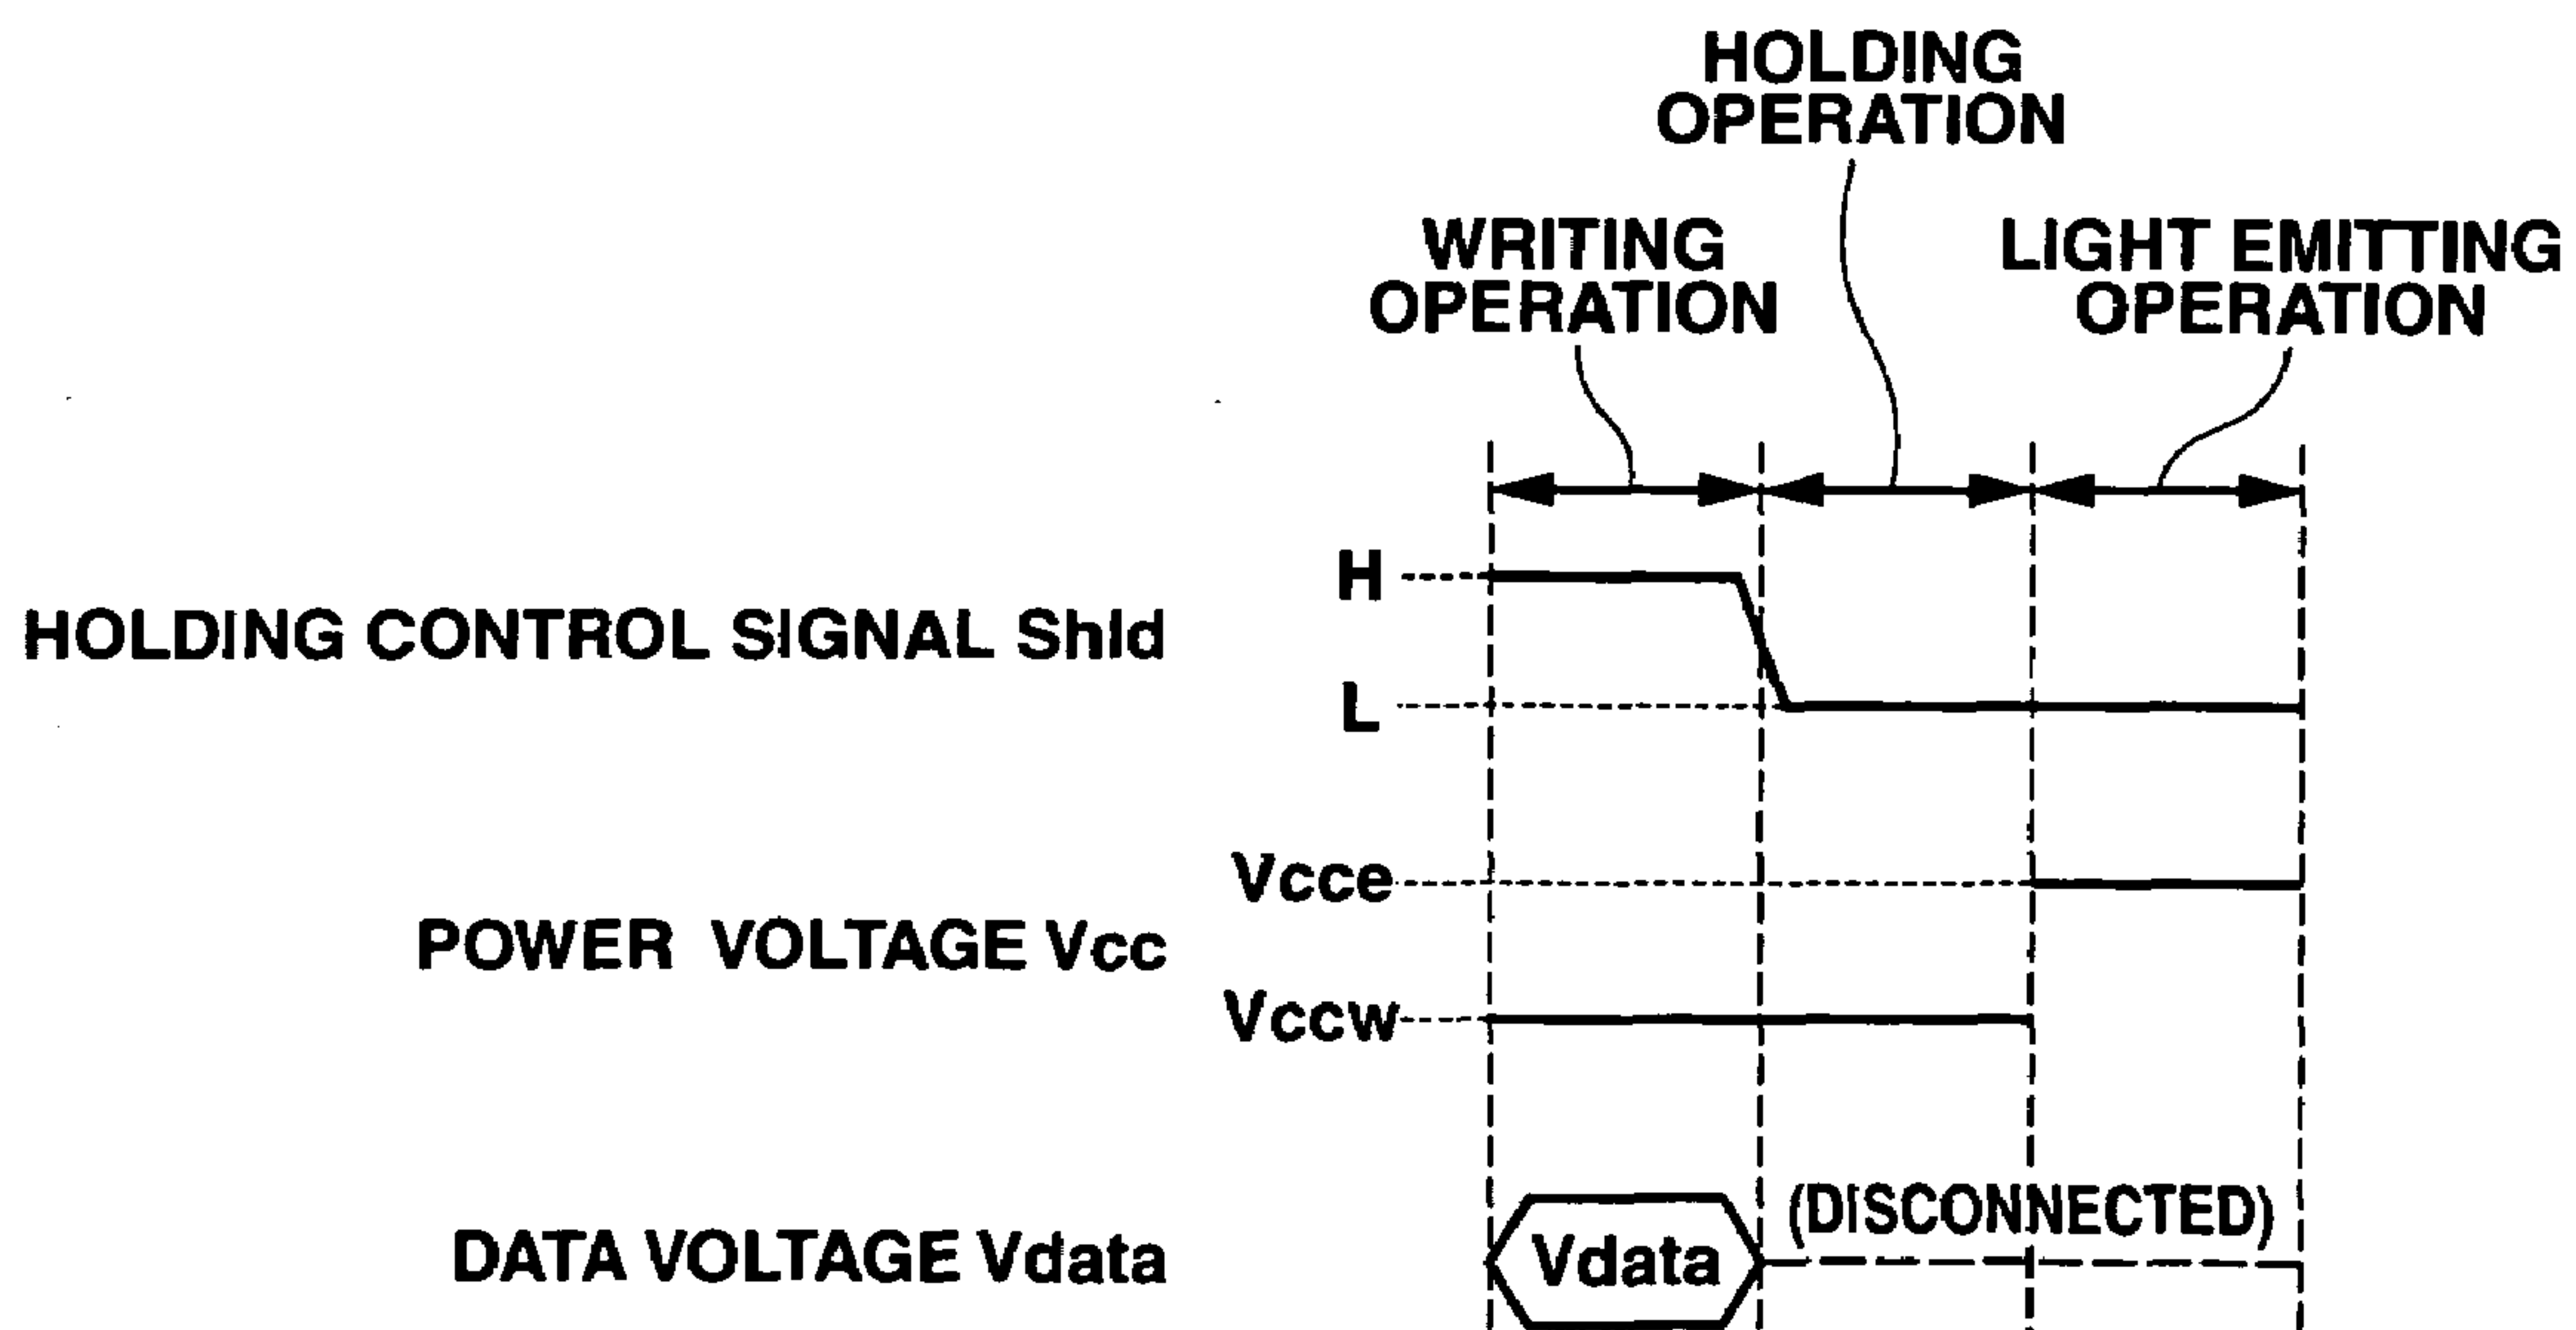 HOLDING
OPERATION
WRITING
OPERATION
LIGHT EMITTING
OPERATION
H
HOLDING CONTROL SIGNAL Shld
L
Vcce
POWER VOLTAGE Vcc
Vccw
(DISCONNECTED)
DATA VOLTAGE Vdata
Vdata